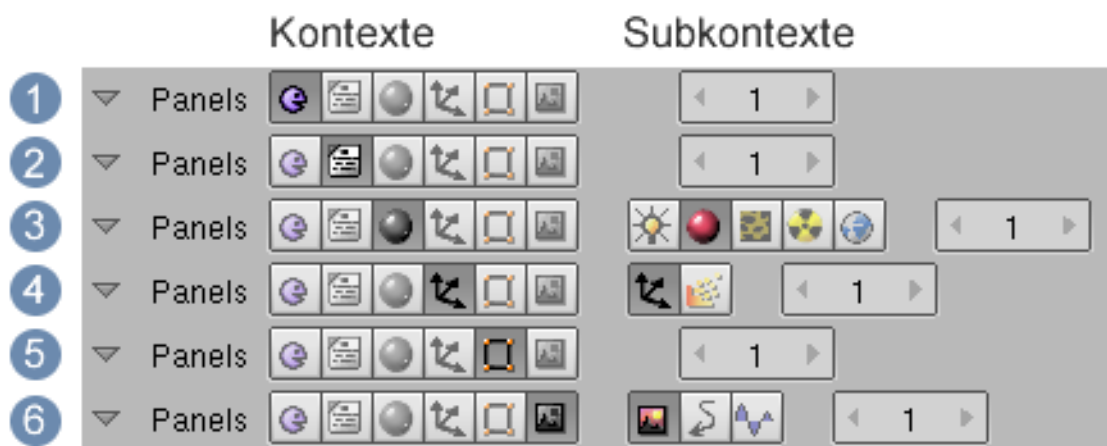 Kontexte Subkontexte
1 Panels 1
2 Panels 1
3 Panels 1
4 Panels 1
5 Panels 1
6 Panels 1